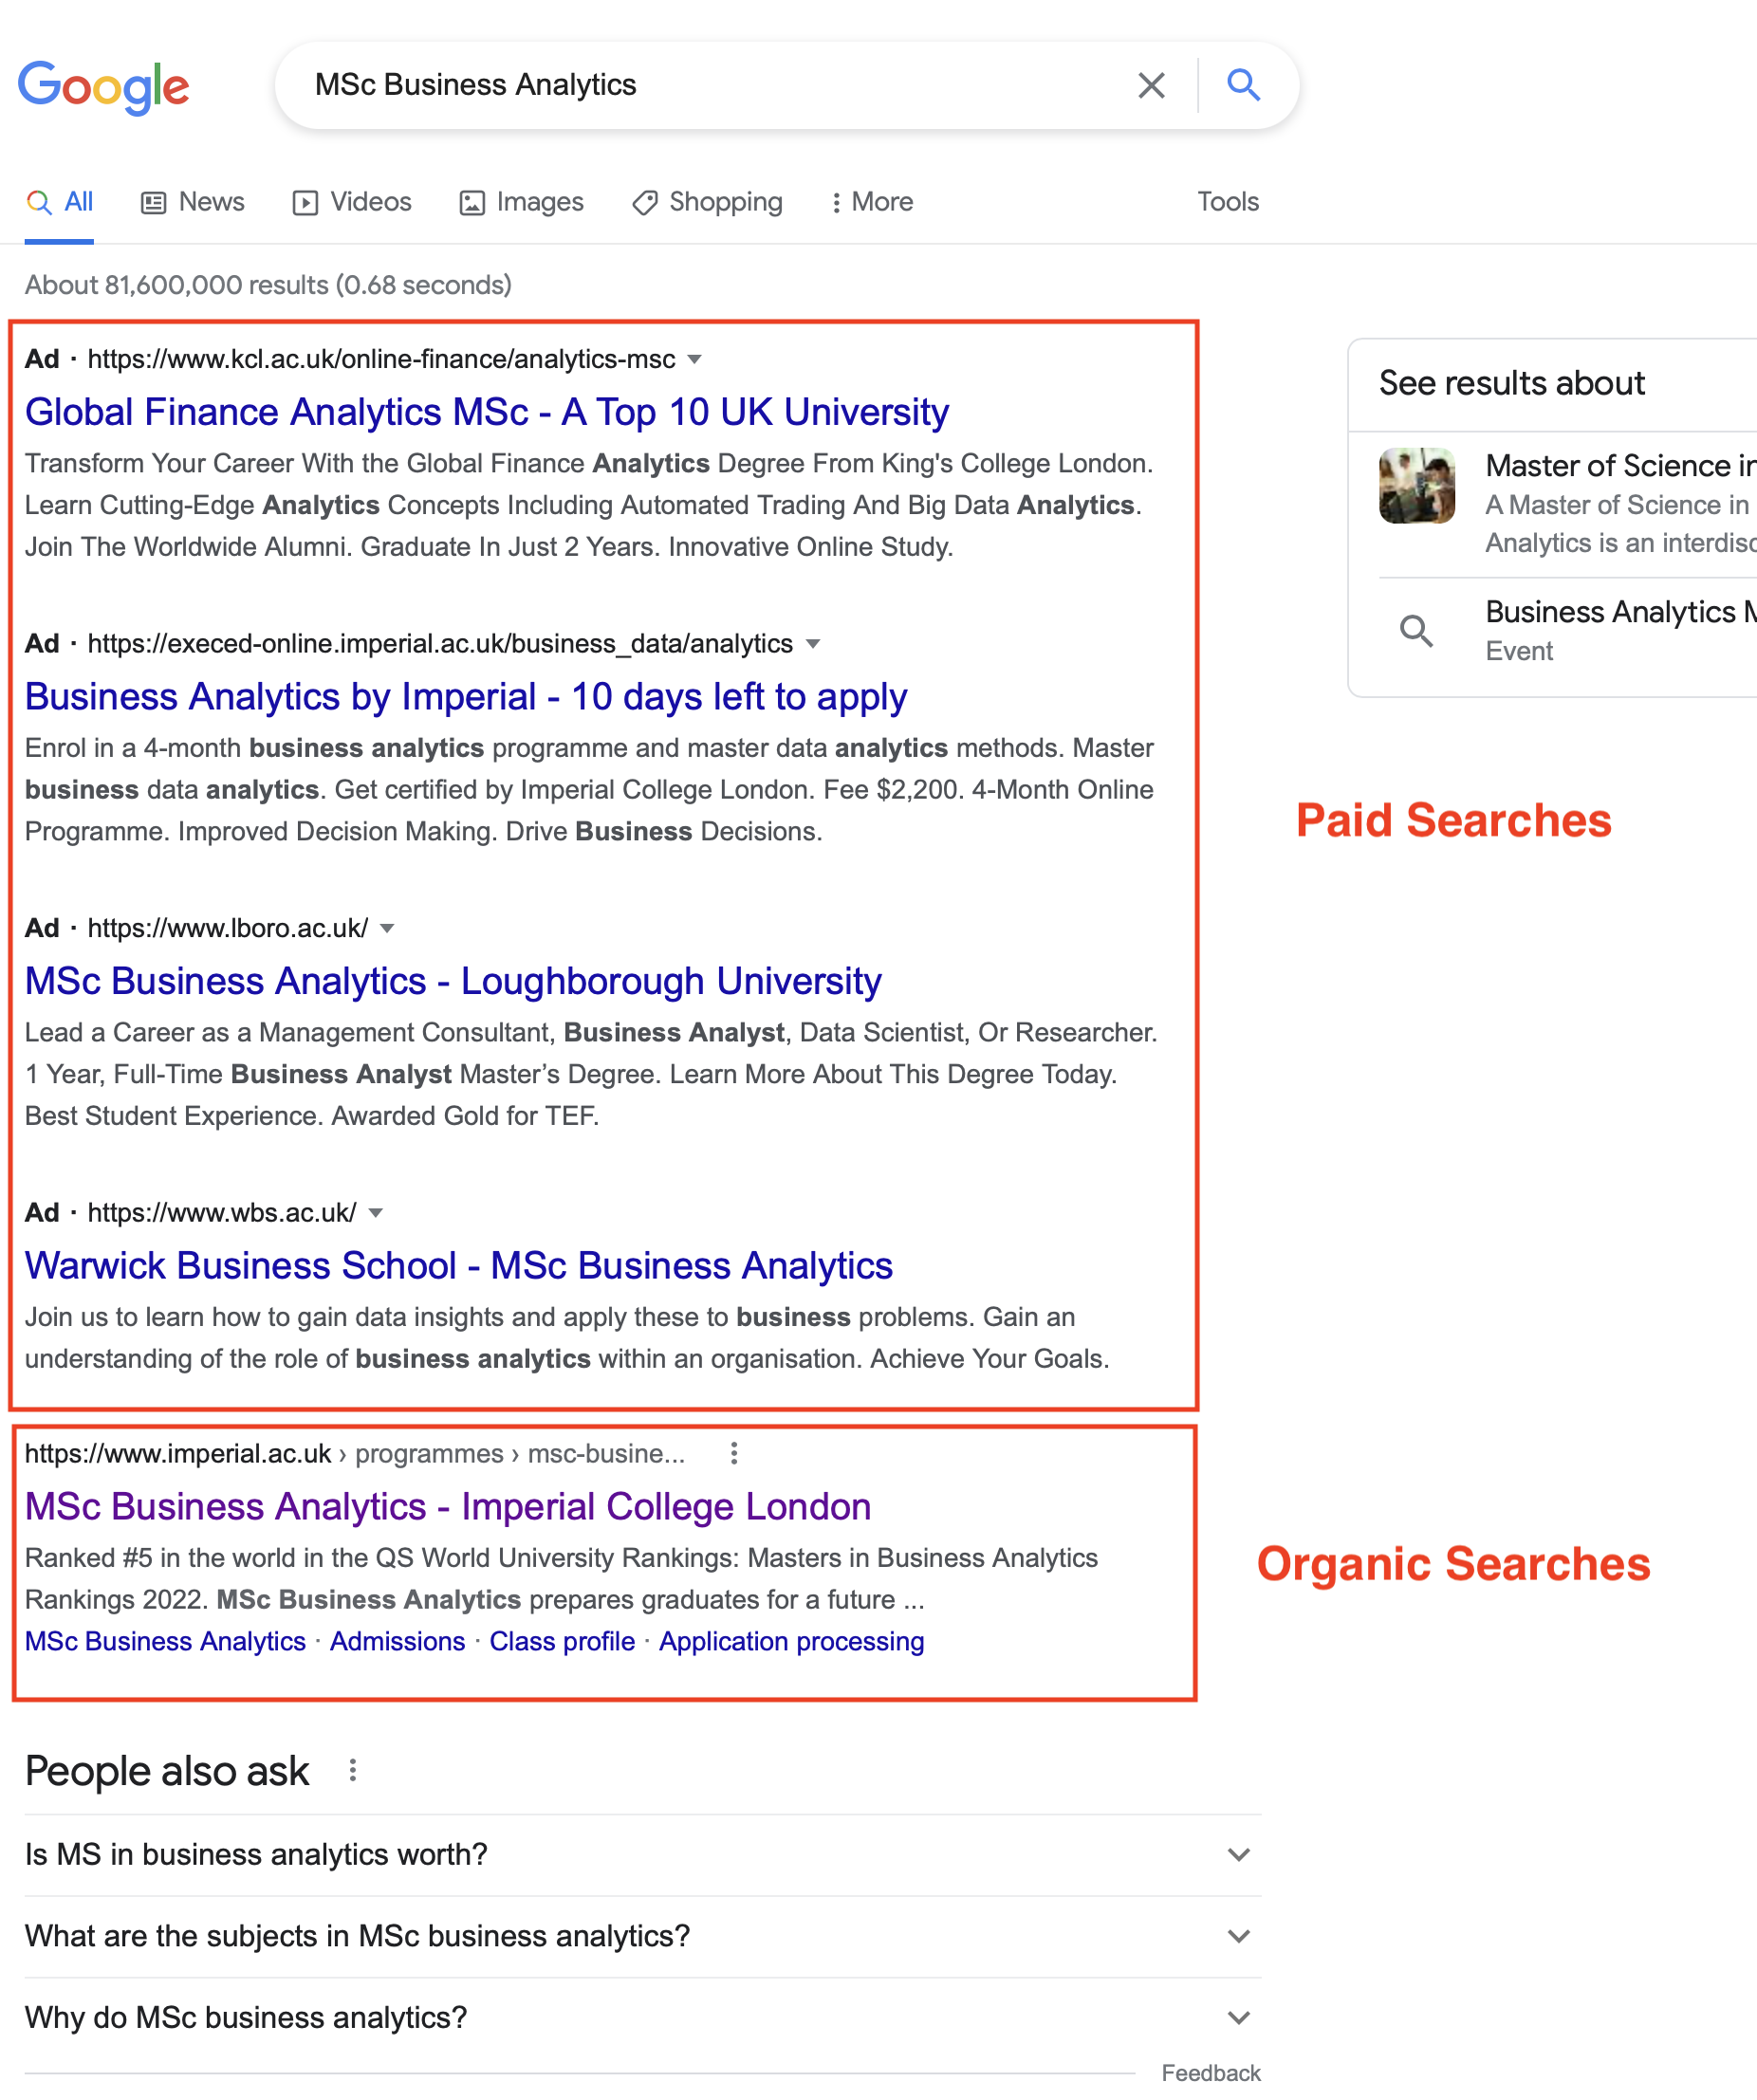 Google
MSc Business Analytics
All News Videos Images Shopping More Tools
About 81,600,000 results (0.68 seconds)
Ad · https://www.kcl.ac.uk/online-finance/analytics-msc
Global Finance Analytics MSc - A Top 10 UK University
Transform Your Career With the Global Finance Analytics Degree From King's College London.
Learn Cutting-Edge Analytics Concepts Including Automated Trading And Big Data Analytics.
Join The Worldwide Alumni. Graduate In Just 2 Years. Innovative Online Study.
Ad · https://execed-online.imperial.ac.uk/business_data/analytics
Business Analytics by Imperial - 10 days left to apply
Enrol in a 4-month business analytics programme and master data analytics methods. Master
business data analytics. Get certified by Imperial College London. Fee $2,200. 4-Month Online
Programme. Improved Decision Making. Drive Business Decisions.
Ad · https://www.lboro.ac.uk/
MSc Business Analytics - Loughborough University
Lead a Career as a Management Consultant, Business Analyst, Data Scientist, Or Researcher.
1 Year, Full-Time Business Analyst Master’s Degree. Learn More About This Degree Today.
Best Student Experience. Awarded Gold for TEF.
Ad · https://www.wbs.ac.uk/
Warwick Business School - MSc Business Analytics
Join us to learn how to gain data insights and apply these to business problems. Gain an
understanding of the role of business analytics within an organisation. Achieve Your Goals.
See results about
Master of Science in
A Master of Science in
Analytics is an interdisc
Business Analytics M
Event
Paid Searches
https://www.imperial.ac.uk › programmes › msc-busine...
MSc Business Analytics - Imperial College London
Ranked #5 in the world in the QS World University Rankings: Masters in Business Analytics
Rankings 2022. MSc Business Analytics prepares graduates for a future ...
MSc Business Analytics · Admissions · Class profile · Application processing
Organic Searches
People also ask
Is MS in business analytics worth?
What are the subjects in MSc business analytics?
Why do MSc business analytics?
Feedback